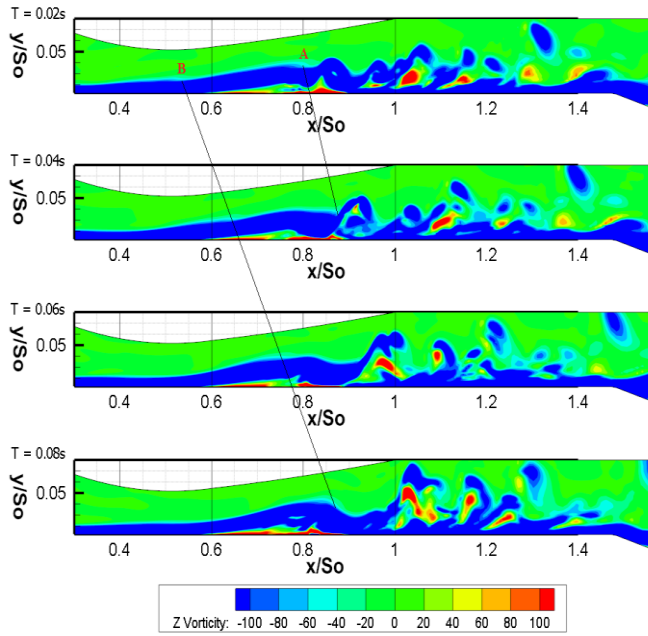 T = 0.02s
y/So
0.05
B
A
0.4 0.6 0.8 1 1.2 1.4
x/So
T = 0.04s
y/So
0.05
0.4 0.6 0.8 1 1.2 1.4
x/So
T = 0.06s
y/So
0.05
0.4 0.6 0.8 1 1.2 1.4
x/So
T = 0.08s
y/So
0.05
0.4 0.6 0.8 1 1.2 1.4
x/So
Z Vorticity: -100 -80 -60 -40 -20 0 20 40 60 80 100